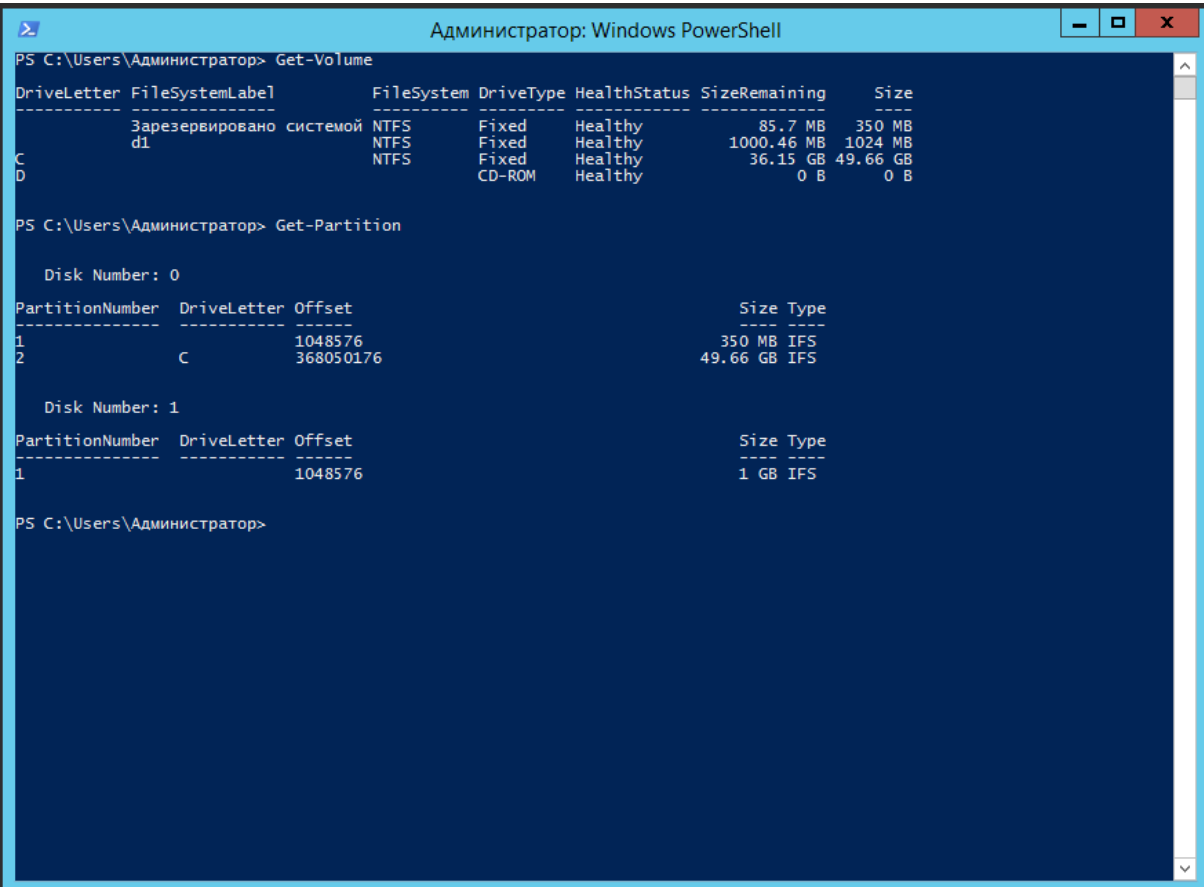 Администратор: Windows PowerShell
PS C:\Users\Администратор> Get-Volume
DriveLetter FileSystemLabel FileSystem DriveType HealthStatus SizeRemaining Size
----------- --------------- ---------- --------- ------------ ------------- ----
Зарезервировано системой NTFS Fixed Healthy 85.7 MB 350 MB
d1 NTFS Fixed Healthy 1000.46 MB 1024 MB
C NTFS Fixed Healthy 36.15 GB 49.66 GB
D CD-ROM Healthy 0 B 0 B
PS C:\Users\Администратор> Get-Partition
Disk Number: 0
PartitionNumber DriveLetter Offset Size Type
--------------- ----------- ------ ---- ----
1 1048576 350 MB IFS
2 C 368050176 49.66 GB IFS
Disk Number: 1
PartitionNumber DriveLetter Offset Size Type
--------------- ----------- ------ ---- ----
1 1048576 1 GB IFS
PS C:\Users\Администратор>